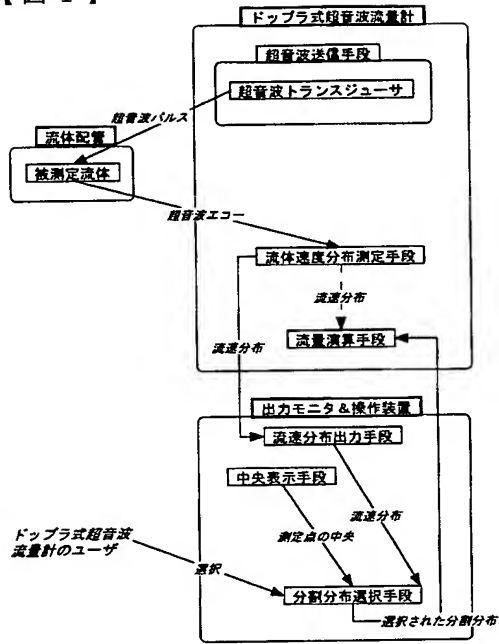 【図1】
ドップラ式超音波流量計
超音波送信手段
超音波トランスジューサ
超音波パルス
流体配管
被測定流体
超音波エコー
流体速度分布測定手段
流速分布
流速分布
流量演算手段
出力モニタ&操作装置
流速分布出力手段
中央表示手段
流速分布
測定点の中央
ドップラ式超音波
流量計のユーザ
選択
分割分布選択手段
選択された分割分布